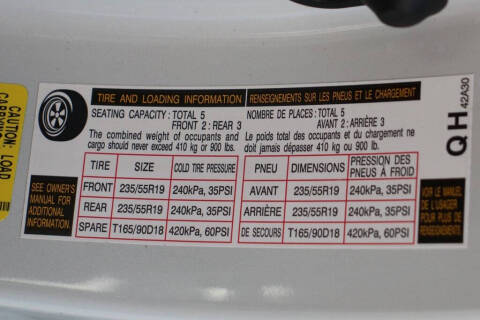 TIRE AND LOADING INFORMATION
SEATING CAPACITY : TOTAL 5
FRONT 2 : REAR 3
The combined weight of occupants and
cargo should never exceed 410 kg or 900 lbs.
RENSEIGNEMENTS SUR LES PNEUS ET LE CHARGEMENT
NOMBRE DE PLACES : TOTAL 5
AVANT 2 : ARRIÈRE 3
Le poids total des occupants et du chargement ne
doit jamais dépasser 410 kg ou 900 lb.
SEE OWNER'S
MANUAL FOR
ADDITIONAL
INFORMATION.
TIRE SIZE COLD TIRE PRESSURE
FRONT 235/55R19 240kPa, 35PSI
REAR 235/55R19 240kPa, 35PSI
SPARE T165/90D18 420kPa, 60PSI
PNEU DIMENSIONS PRESSION DES
PNEUS À FROID
AVANT 235/55R19 240kPa, 35PSI
ARRIÈRE 235/55R19 240kPa, 35PSI
DE SECOURS T165/90D18 420kPa, 60PSI
VOIR LE MANUEL
DE L'USAGER
POUR PLUS DE
RENSEIGNEMENTS.
QH 42A30
CAUTION: LOAD